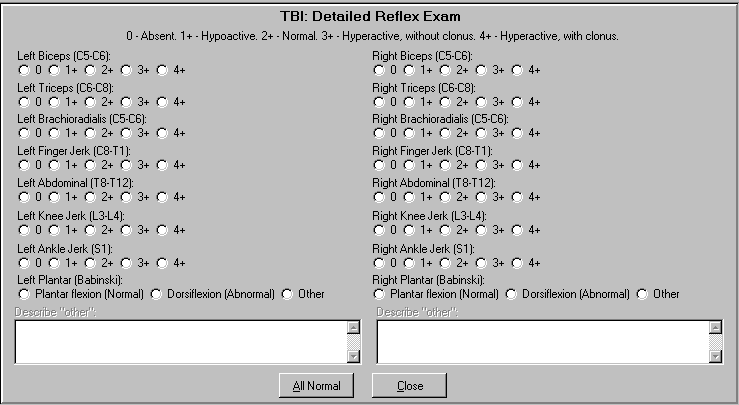 TBI: Detailed Reflex Exam
0 - Absent. 1+ - Hypoactive. 2+ - Normal. 3+ - Hyperactive, without clonus. 4+ - Hyperactive, with clonus.
Left Biceps (C5-C6): Right Biceps (C5-C6):
0 1+ 2+ 3+ 4+ 0 1+ 2+ 3+ 4+
Left Triceps (C6-C8): Right Triceps (C6-C8):
0 1+ 2+ 3+ 4+ 0 1+ 2+ 3+ 4+
Left Brachioradialis (C5-C6): Right Brachioradialis (C5-C6):
0 1+ 2+ 3+ 4+ 0 1+ 2+ 3+ 4+
Left Finger Jerk (C8-T1): Right Finger Jerk (C8-T1):
0 1+ 2+ 3+ 4+ 0 1+ 2+ 3+ 4+
Left Abdominal (T8-T12): Right Abdominal (T8-T12):
0 1+ 2+ 3+ 4+ 0 1+ 2+ 3+ 4+
Left Knee Jerk (L3-L4): Right Knee Jerk (L3-L4):
0 1+ 2+ 3+ 4+ 0 1+ 2+ 3+ 4+
Left Ankle Jerk (S1): Right Ankle Jerk (S1):
0 1+ 2+ 3+ 4+ 0 1+ 2+ 3+ 4+
Left Plantar (Babinski): Right Plantar (Babinski):
Plantar flexion (Normal) Dorsiflexion (Abnormal) Other Plantar flexion (Normal) Dorsiflexion (Abnormal) Other
Describe "other": Describe "other":
All Normal Close